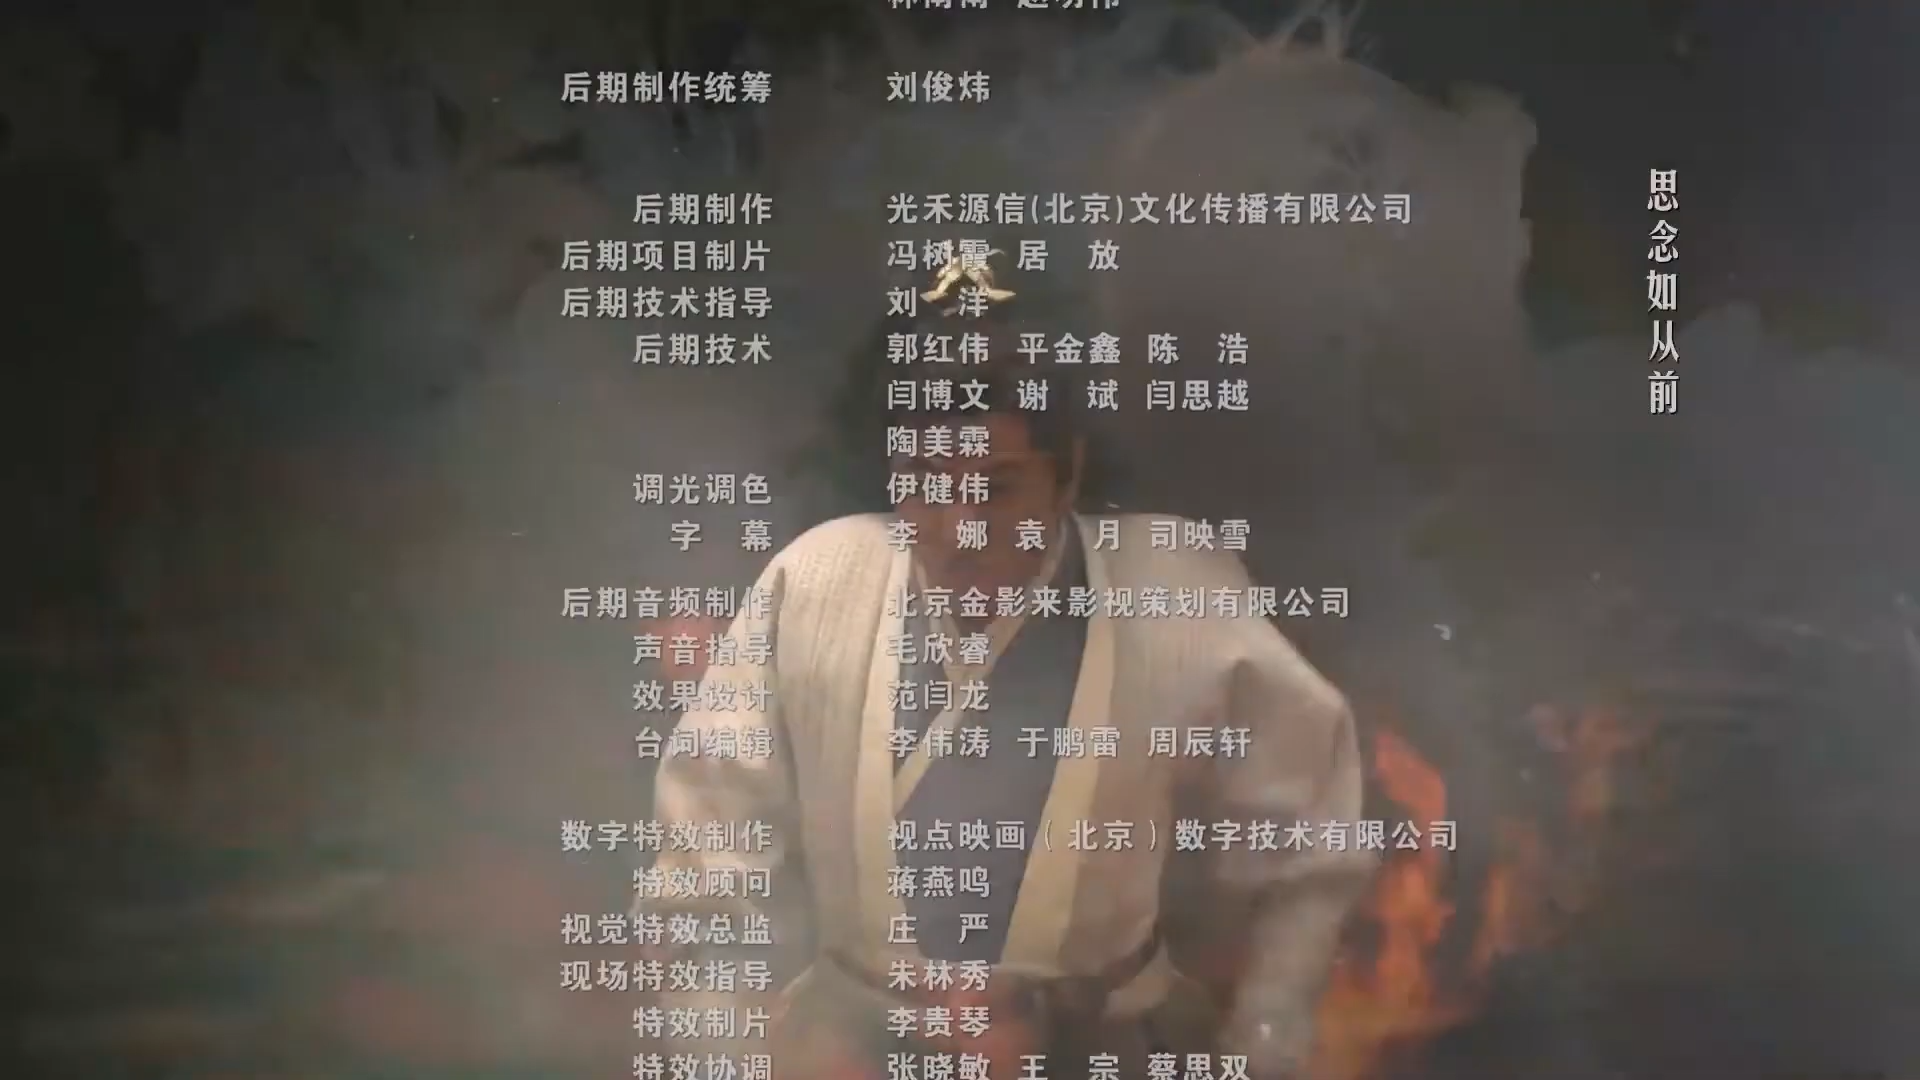 后期制作统筹 刘俊炜
后期制作 光禾源信(北京)文化传播有限公司
后期项目制片 冯树霞 居 放
后期技术指导 刘 洋
后期技术 郭红伟 平金鑫 陈 浩
闫博文 谢 斌 闫思越
陶美霖
调光调色 伊健伟
字 幕 李 娜 袁 月 司映雪
后期音频制作 北京金影来影视策划有限公司
声音指导 毛欣睿
效果设计 范闫龙
台词编辑 李伟涛 于鹏雷 周辰轩
数字特效制作 视点映画（北京）数字技术有限公司
特效顾问 蒋燕鸣
视觉特效总监 庄 严
现场特效指导 朱林秀
特效制片 李贵琴
特效协调 张晓敏 王 宗 蔡思双
思念如从前